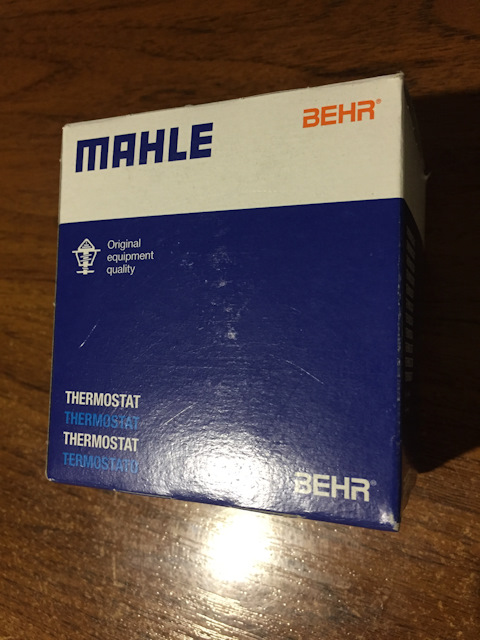 MAHLE
BEHR®
Original
equipment
quality
THERMOSTAT
THERMOSTAT
THERMOSTAT
TERMOSTATO
BEHR®